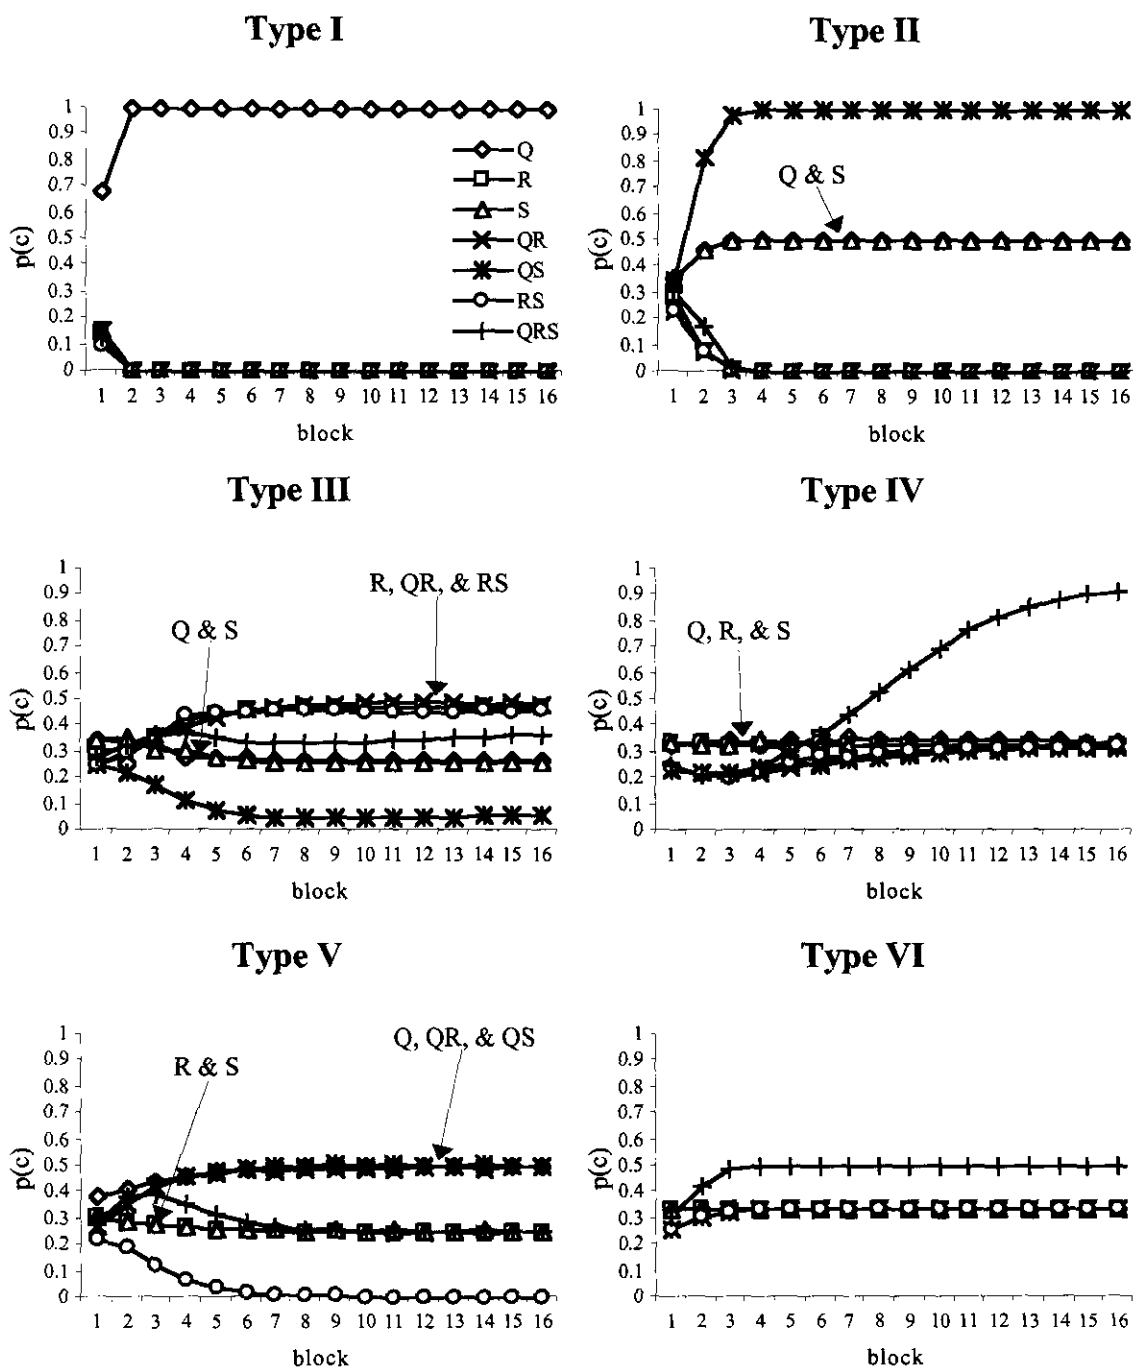 Type I
1
0.9
0.8
0.7
0.6
0.5
0.4
0.3
0.2
0.1
0
p(c)
Q
R
S
QR
QS
RS
QRS
1 2 3 4 5 6 7 8 9 10 11 12 13 14 15 16
block
Type II
1
0.9
0.8
0.7
0.6
0.5
0.4
0.3
0.2
0.1
0
p(c)
Q & S
1 2 3 4 5 6 7 8 9 10 11 12 13 14 15 16
block
Type III
1
0.9
0.8
0.7
0.6
0.5
0.4
0.3
0.2
0.1
0
p(c)
R, QR, & RS
Q & S
1 2 3 4 5 6 7 8 9 10 11 12 13 14 15 16
block
Type IV
1
0.9
0.8
0.7
0.6
0.5
0.4
0.3
0.2
0.1
0
p(c)
Q, R, & S
1 2 3 4 5 6 7 8 9 10 11 12 13 14 15 16
block
Type V
1
0.9
0.8
0.7
0.6
0.5
0.4
0.3
0.2
0.1
0
p(c)
Q, QR, & QS
R & S
1 2 3 4 5 6 7 8 9 10 11 12 13 14 15 16
block
Type VI
1
0.9
0.8
0.7
0.6
0.5
0.4
0.3
0.2
0.1
0
p(c)
1 2 3 4 5 6 7 8 9 10 11 12 13 14 15 16
block